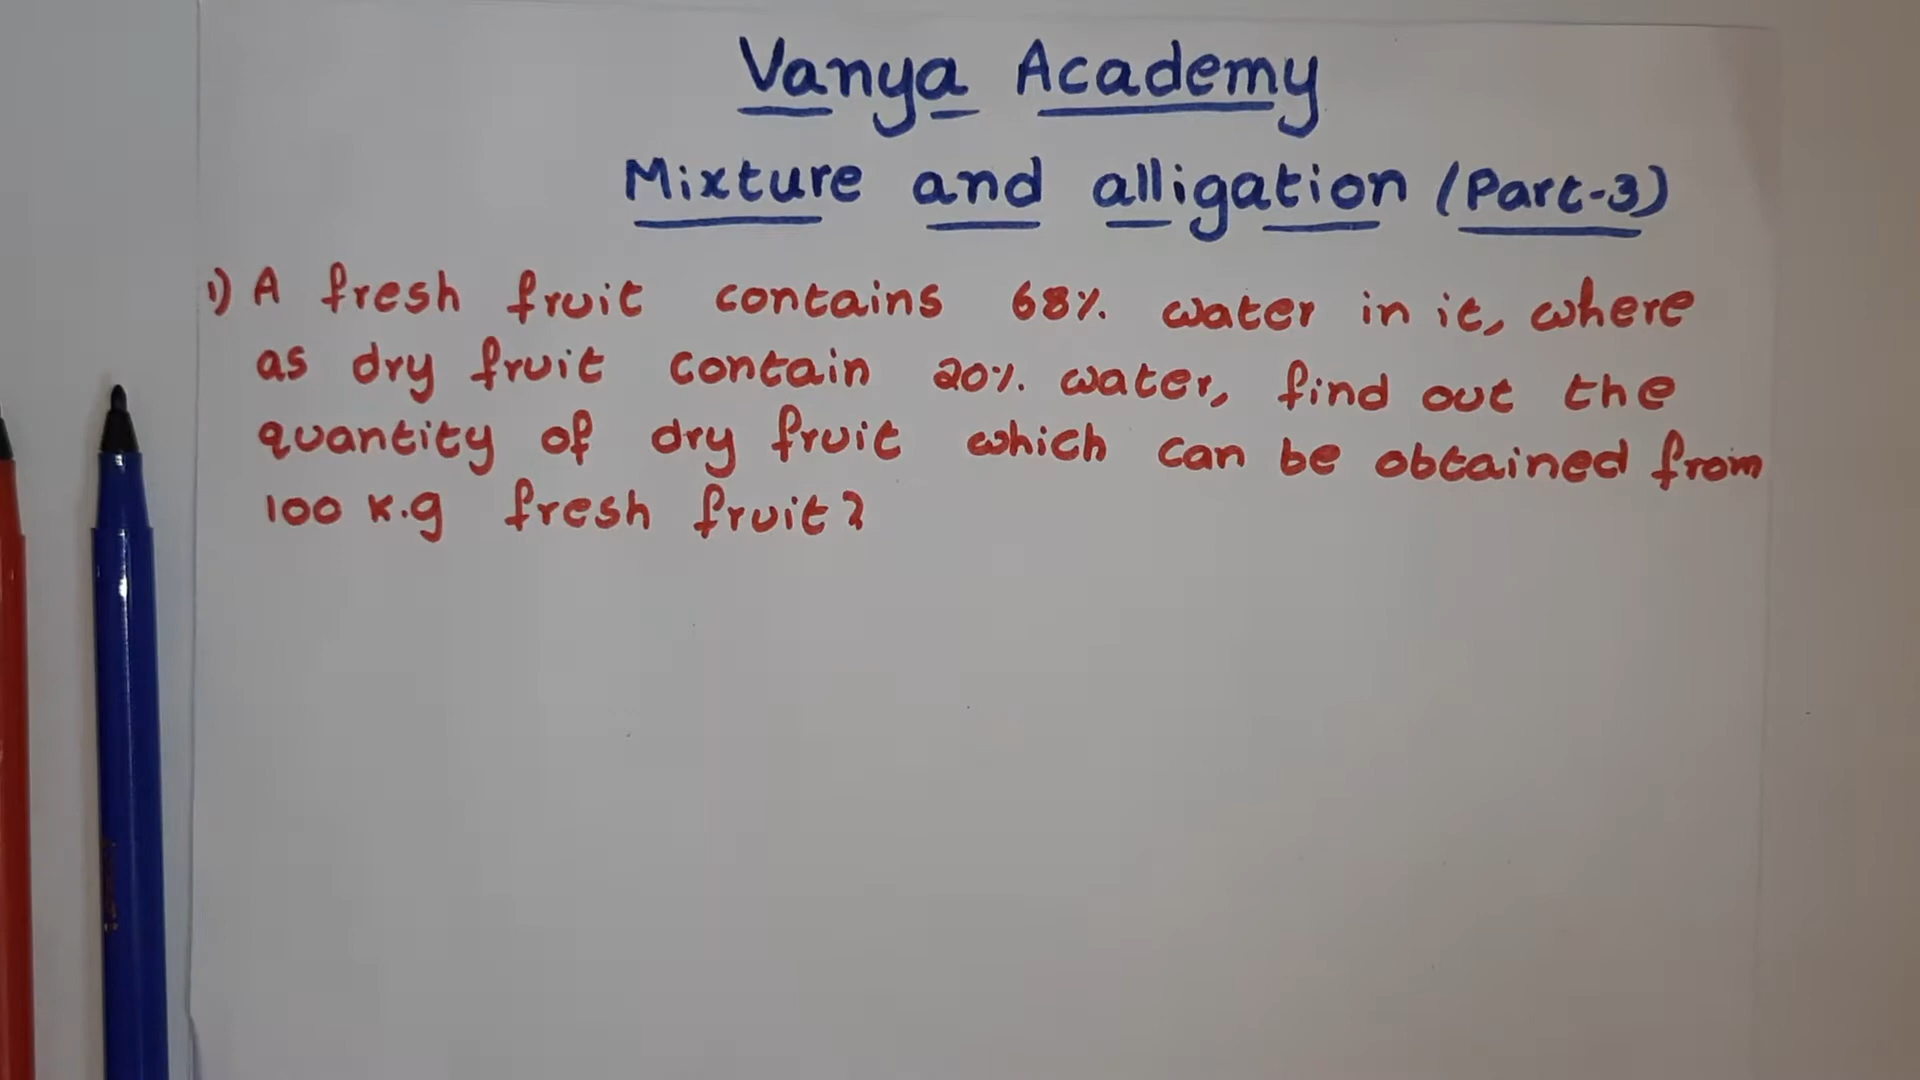 Vanya Academy
Mixture and alligation (Part-3)
1) A fresh fruit contains 68% water in it, where
as dry fruit contain 20% water, find out the
quantity of dry fruit which can be obtained from
100 K.g fresh fruit?